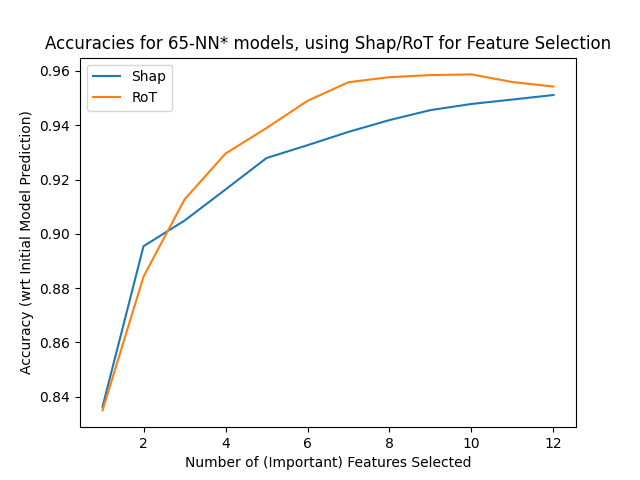 Accuracies for 65-NN* models, using Shap/RoT for Feature Selection
Shap
RoT
Accuracy (wrt Initial Model Prediction)
0.96
0.94
0.92
0.90
0.88
0.86
0.84
2 4 6 8 10 12
Number of (Important) Features Selected